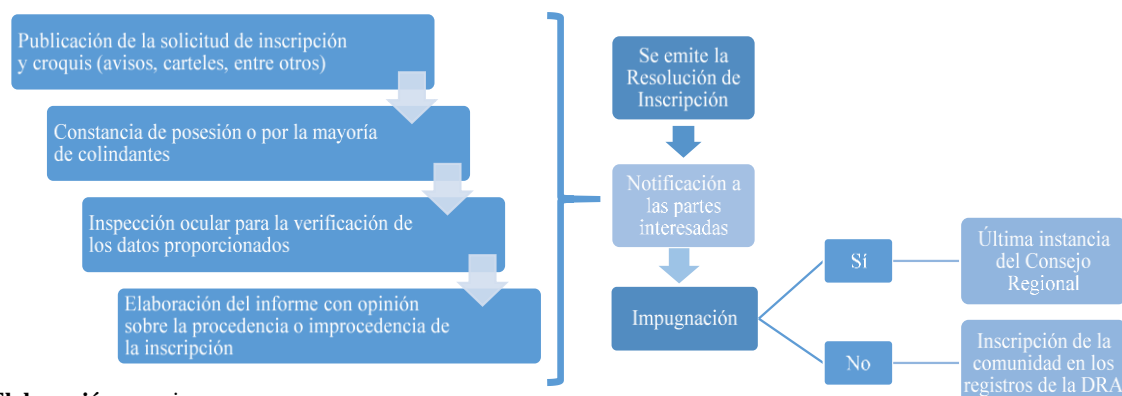 Publicación de la solicitud de inscripción
y croquis (avisos, carteles, entre otros)
Constancia de posesión o por la mayoría
de colindantes
Inspección ocular para la verificación de
los datos proporcionados
Elaboración del informe con opinión
sobre la procedencia o improcedencia de
la inscripción
Se emite la
Resolución de
Inscripción
Notificación a
las partes
interesadas
Impugnación
Sí
Última instancia
del Consejo
Regional
No
Inscripción de la
comunidad en los
registros de la DRA